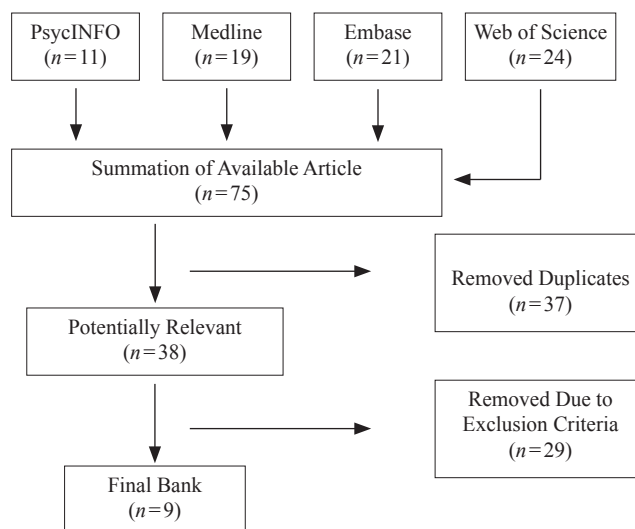 PsycINFO
(n=11)
Medline
(n=19)
Embase
(n=21)
Web of Science
(n=24)
Summation of Available Article
(n=75)
Removed Duplicates
(n=37)
Potentially Relevant
(n=38)
Removed Due to
Exclusion Criteria
(n=29)
Final Bank
(n=9)